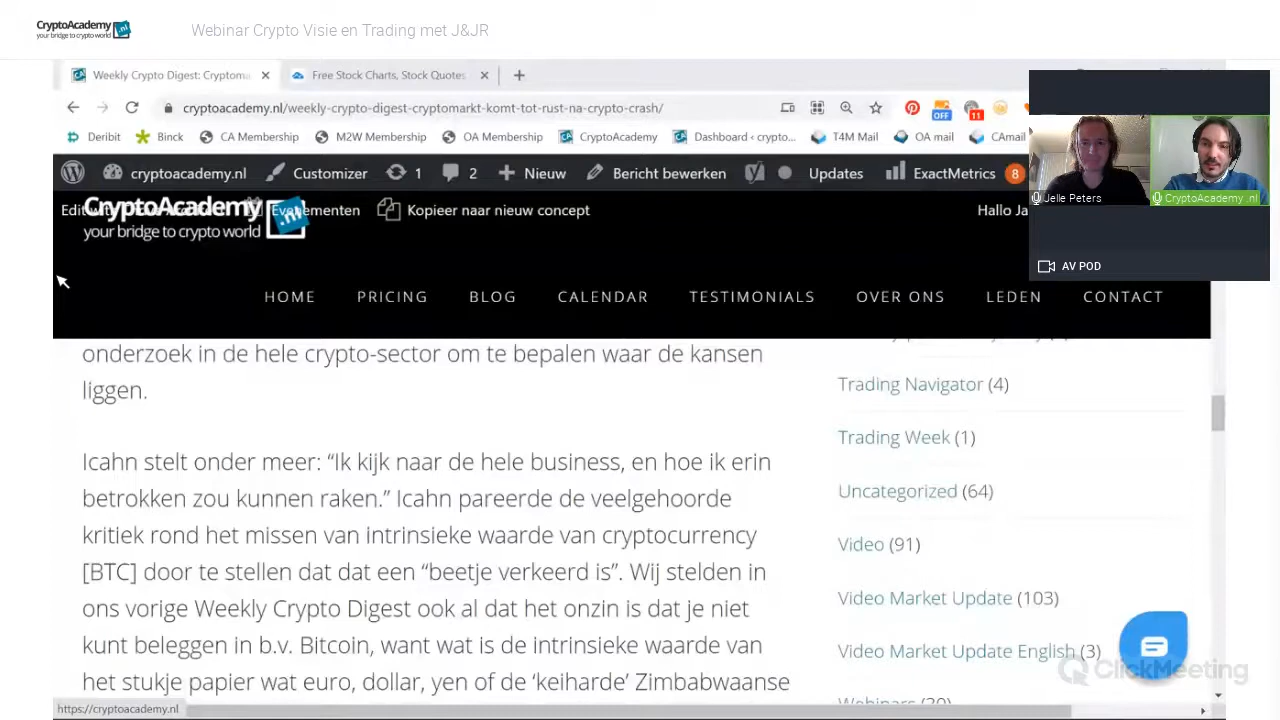 CryptoAcademy .nl
your bridge to crypto world
Webinar Crypto Visie en Trading met J&JR
Weekly Crypto Digest: Cryptoma
Free Stock Charts, Stock Quotes
cryptoacademy.nl/weekly-crypto-digest-cryptomarkt-komt-tot-rust-na-crypto-crash/
OFF
11
Deribit
Binck
CA Membership
M2W Membership
OA Membership
CryptoAcademy
Dashboard ‹ crypto...
T4M Mail
OA mail
CAmail
cryptoacademy.nl
Customizer
1
2
Nieuw
Bericht bewerken
Updates
ExactMetrics
8
Evenementen
Kopieer naar nieuw concept
Hallo Ja
CryptoAcademy .nl
your bridge to crypto world
Jelle Peters
CryptoAcademy .nl
AV POD
HOME
PRICING
BLOG
CALENDAR
TESTIMONIALS
OVER ONS
LEDEN
CONTACT
onderzoek in de hele crypto-sector om te bepalen waar de kansen
liggen.
Icahn stelt onder meer: “Ik kijk naar de hele business, en hoe ik erin
betrokken zou kunnen raken.” Icahn pareerde de veelgehoorde
kritiek rond het missen van intrinsieke waarde van cryptocurrency
[BTC] door te stellen dat dat een “beetje verkeerd is”. Wij stelden in
ons vorige Weekly Crypto Digest ook al dat het onzin is dat je niet
kunt beleggen in b.v. Bitcoin, want wat is de intrinsieke waarde van
het stukje papier wat euro, dollar, yen of de ‘keiharde’ Zimbabwaanse
Trading Navigator (4)
Trading Week (1)
Uncategorized (64)
Video (91)
Video Market Update (103)
Video Market Update English (3)
Webinars
ClickMeeting
https://cryptoacademy.nl